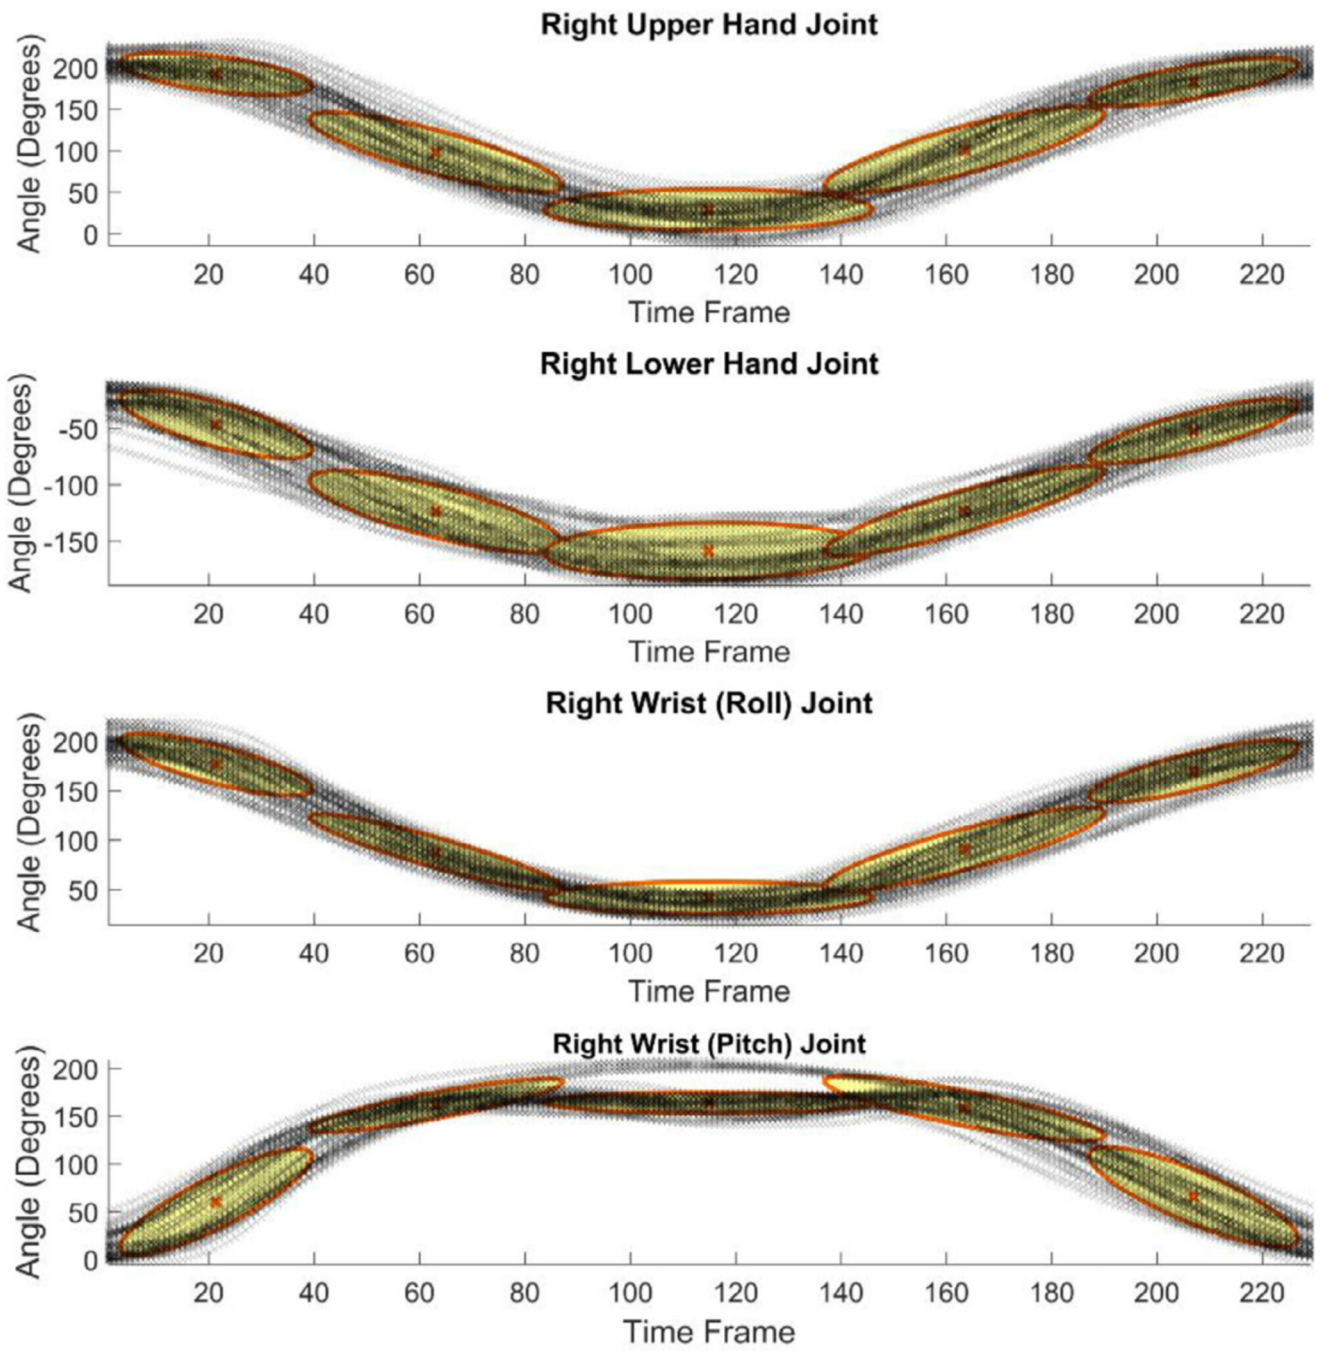 Right Upper Hand Joint
Angle (Degrees)
200
150
100
50
0
20 40 60 80 100 120 140 160 180 200 220
Time Frame
Right Lower Hand Joint
Angle (Degrees)
-50
-100
-150
20 40 60 80 100 120 140 160 180 200 220
Time Frame
Right Wrist (Roll) Joint
Angle (Degrees)
200
150
100
50
20 40 60 80 100 120 140 160 180 200 220
Time Frame
Right Wrist (Pitch) Joint
Angle (Degrees)
200
150
100
50
0
20 40 60 80 100 120 140 160 180 200 220
Time Frame